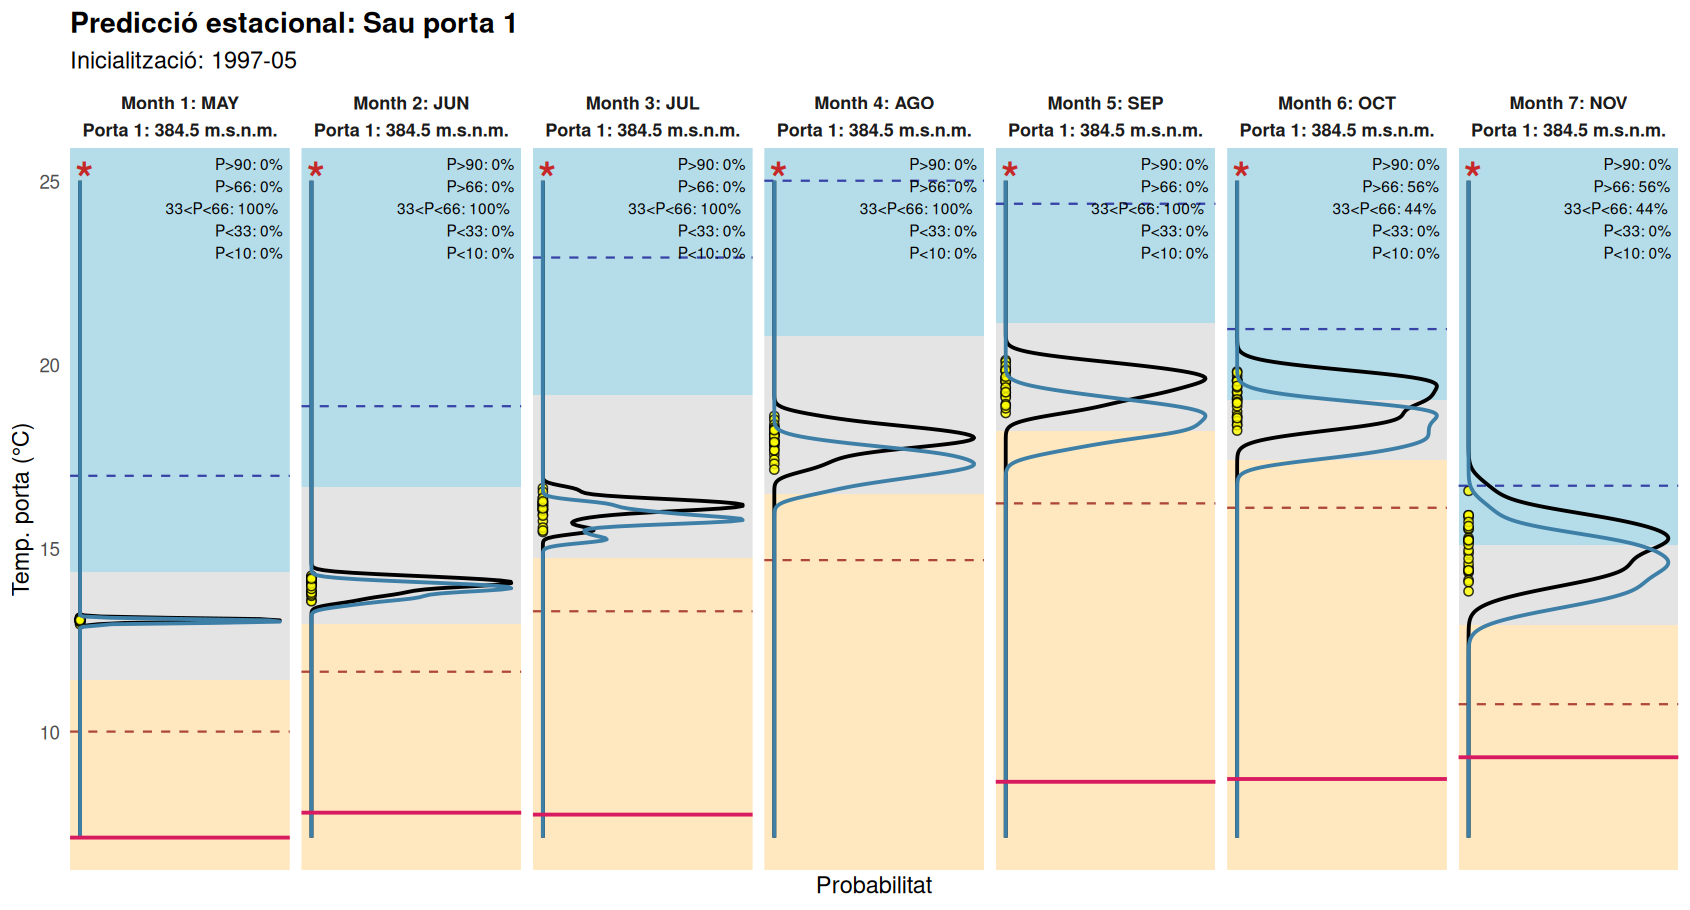 Predicció estacional: Sau porta 1
Inicialització: 1997-05
Month 1: MAY
Porta 1: 384.5 m.s.n.m.
Month 2: JUN
Porta 1: 384.5 m.s.n.m.
Month 3: JUL
Porta 1: 384.5 m.s.n.m.
Month 4: AGO
Porta 1: 384.5 m.s.n.m.
Month 5: SEP
Porta 1: 384.5 m.s.n.m.
Month 6: OCT
Porta 1: 384.5 m.s.n.m.
Month 7: NOV
Porta 1: 384.5 m.s.n.m.
*
P>90: 0%
P>66: 0%
33<P<66: 100%
P<33: 0%
P<10: 0%
*
P>90: 0%
P>66: 0%
33<P<66: 100%
P<33: 0%
P<10: 0%
*
P>90: 0%
P>66: 0%
33<P<66: 100%
P<33: 0%
P<10: 0%
*
P>90: 0%
P>66: 0%
33<P<66: 100%
P<33: 0%
P<10: 0%
*
P>90: 0%
P>66: 0%
33<P<66: 100%
P<33: 0%
P<10: 0%
*
P>90: 0%
P>66: 56%
33<P<66: 44%
P<33: 0%
P<10: 0%
*
P>90: 0%
P>66: 56%
33<P<66: 44%
P<33: 0%
P<10: 0%
25
20
15
10
Temp. porta (°C)
Probabilitat